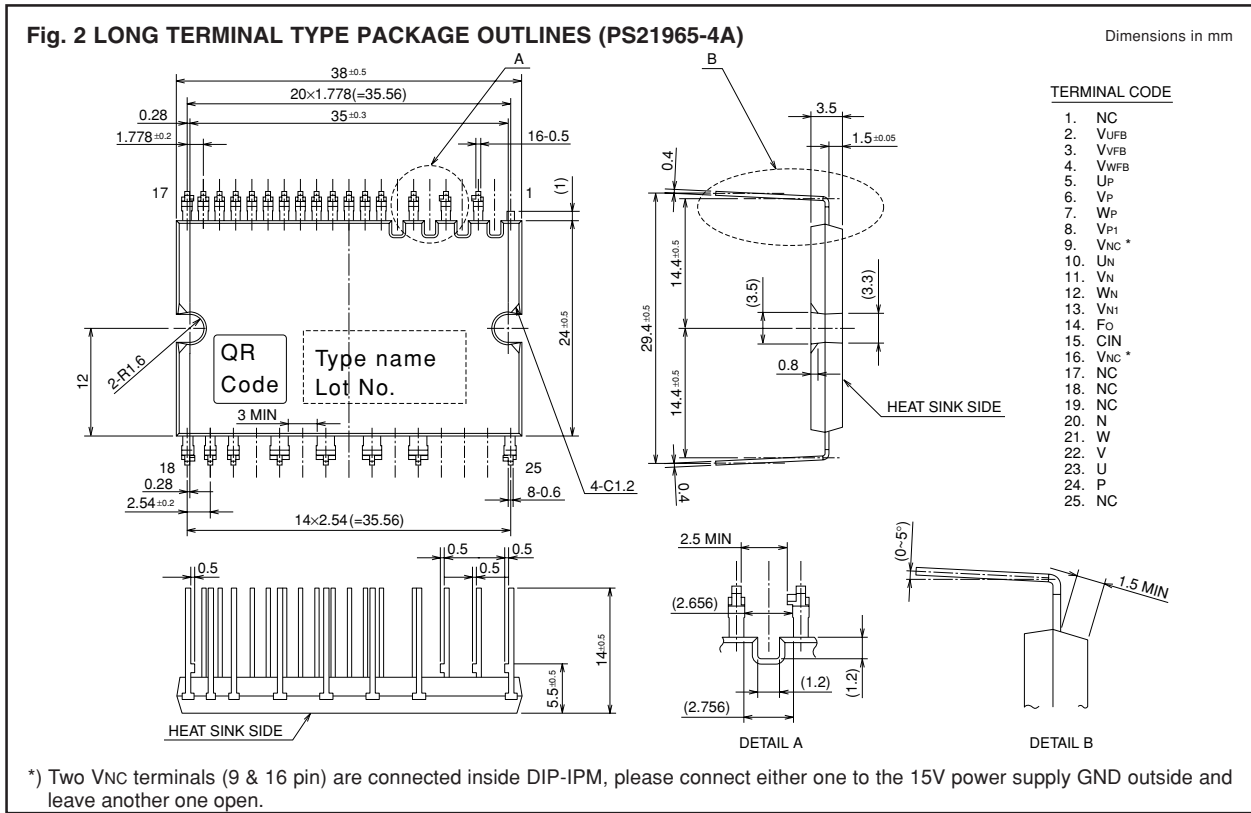 Fig. 2 LONG TERMINAL TYPE PACKAGE OUTLINES (PS21965-4A)
Dimensions in mm
A
38±0.5
20×1.778(=35.56)
0.28
35±0.3
1.778±0.2
16-0.5
17
1
(1)
2-R1.6
12
24±0.5
QR
Code
Type name
Lot No.
3 MIN
18
25
0.28
2.54±0.2
4-C1.2
8-0.6
14×2.54(=35.56)
B
3.5
1.5±0.05
0.4
14.4±0.5
29.4±0.5
(3.5)
(3.3)
14.4±0.5
0.8
HEAT SINK SIDE
0.4
TERMINAL CODE
1. NC
2. VUFB
3. VVFB
4. VWFB
5. UP
6. VP
7. WP
8. VP1
9. VNC *
10. UN
11. VN
12. WN
13. VN1
14. FO
15. CIN
16. VNC *
17. NC
18. NC
19. NC
20. N
21. W
22. V
23. U
24. P
25. NC
0.5
0.5
0.5
0.5
14±0.5
5.5±0.5
HEAT SINK SIDE
2.5 MIN
(2.656)
(1.2)
(1.2)
(2.756)
DETAIL A
(0~5°)
1.5 MIN
DETAIL B
*) Two VNC terminals (9 & 16 pin) are connected inside DIP-IPM, please connect either one to the 15V power supply GND outside and
leave another one open.